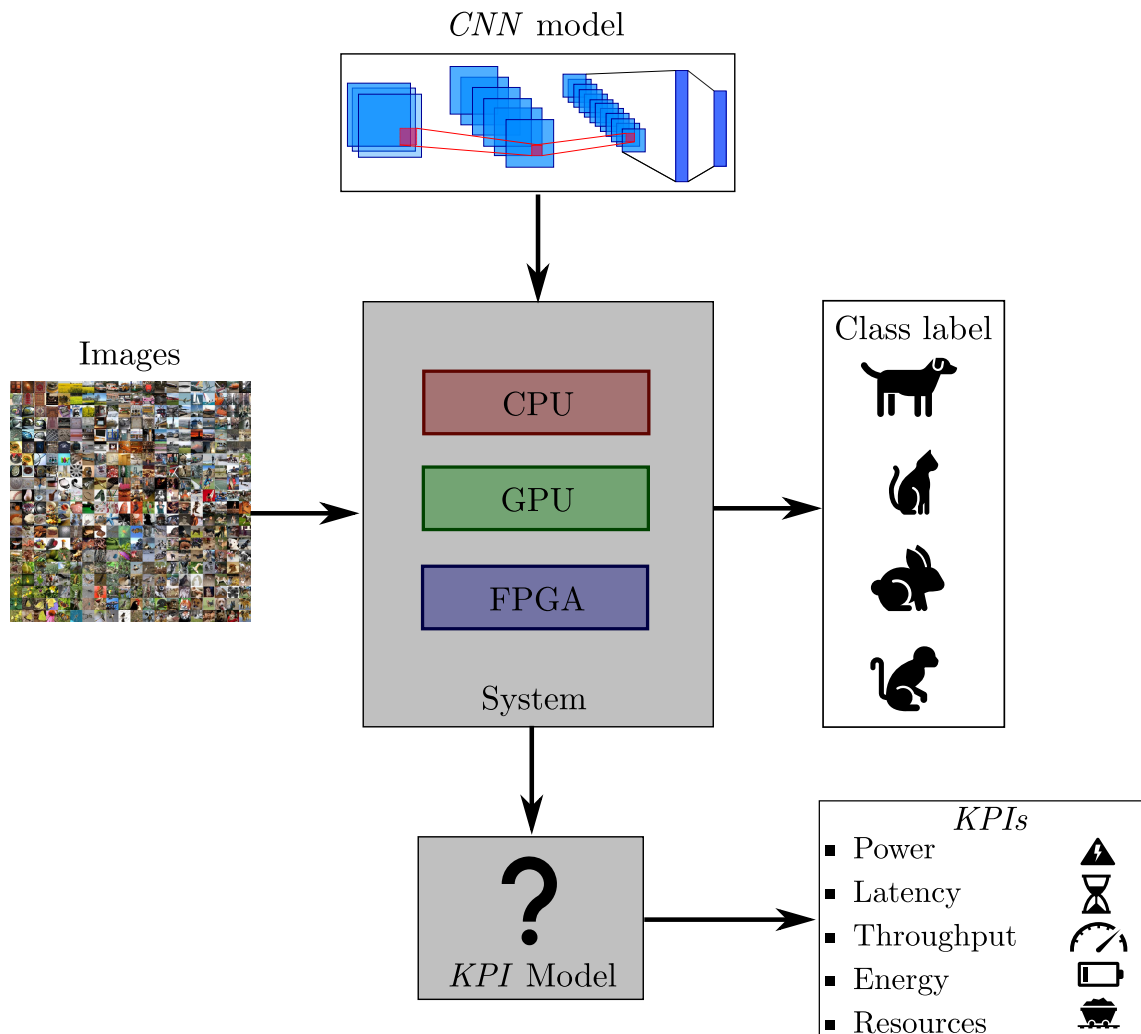 CNN model
Images
CPU
GPU
FPGA
System
Class label
KPI Model
KPIs
Power
Latency
Throughput
Energy
Resources